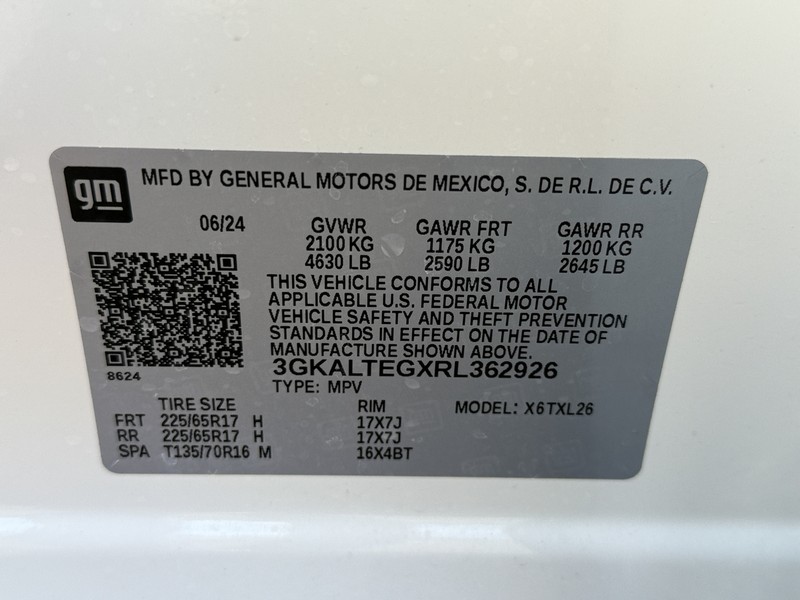 gm MFD BY GENERAL MOTORS DE MEXICO, S. DE R.L. DE C.V.
06/24 GVWR GAWR FRT GAWR RR
2100 KG 1175 KG 1200 KG
4630 LB 2590 LB 2645 LB
THIS VEHICLE CONFORMS TO ALL
APPLICABLE U.S. FEDERAL MOTOR
VEHICLE SAFETY AND THEFT PREVENTION
STANDARDS IN EFFECT ON THE DATE OF
MANUFACTURE SHOWN ABOVE.
8624 3GKALTEGXRL362926
TYPE: MPV
TIRE SIZE RIM MODEL: X6TXL26
FRT 225/65R17 H 17X7J
RR 225/65R17 H 17X7J
SPA T135/70R16 M 16X4BT